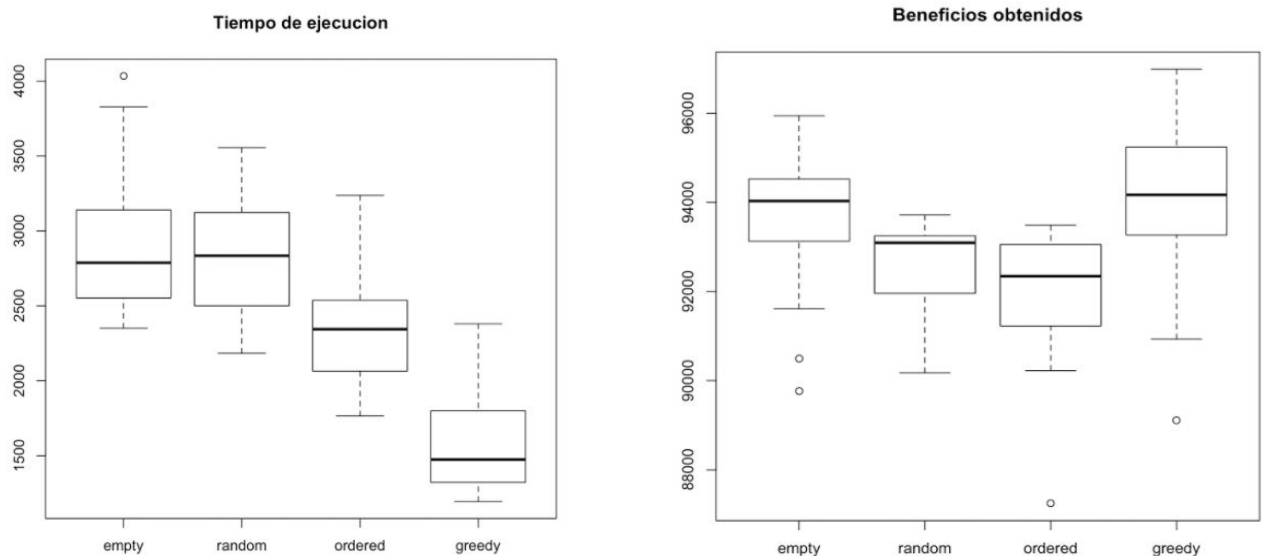 Tiempo de ejecucion
4000
3500
3000
2500
2000
1500
empty random ordered greedy
Beneficios obtenidos
96000
94000
92000
90000
88000
empty random ordered greedy